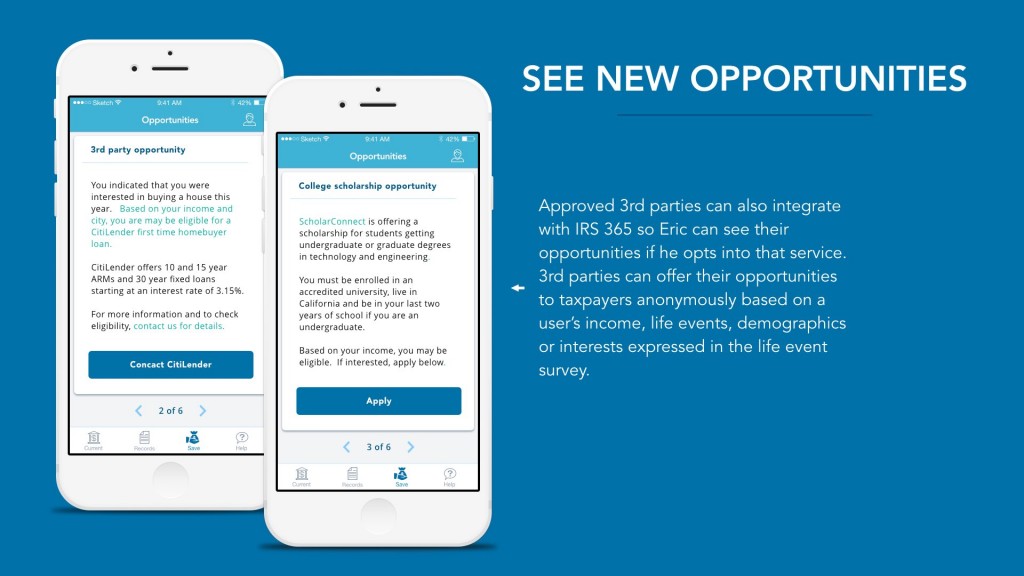 SEE NEW OPPORTUNITIES
Sketch 9:41 AM 42%
Opportunities
3rd party opportunity
You indicated that you were
interested in buying a house this
year. Based on your income and
city, you are may be eligible for a
CitiLender first time homebuyer
loan.
CitiLender offers 10 and 15 year
ARMs and 30 year fixed loans
starting at an interest rate of 3.15%.
For more information and to check
eligibility, contact us for details.
Concact CitiLender
2 of 6
Current Records Save Help
Sketch 9:41 AM 42%
Opportunities
College scholarship opportunity
ScholarConnect is offering a
scholarship for students getting
undergraduate or graduate degrees
in technology and engineering.
You must be enrolled in an
accredited university, live in
California and be in your last two
years of school if you are an
undergraduate.
Based on your income, you may be
eligible. If interested, apply below.
Apply
3 of 6
Current Records Save Help
Approved 3rd parties can also integrate
with IRS 365 so Eric can see their
opportunities if he opts into that service.
3rd parties can offer their opportunities
to taxpayers anonymously based on a
user's income, life events, demographics
or interests expressed in the life event
survey.